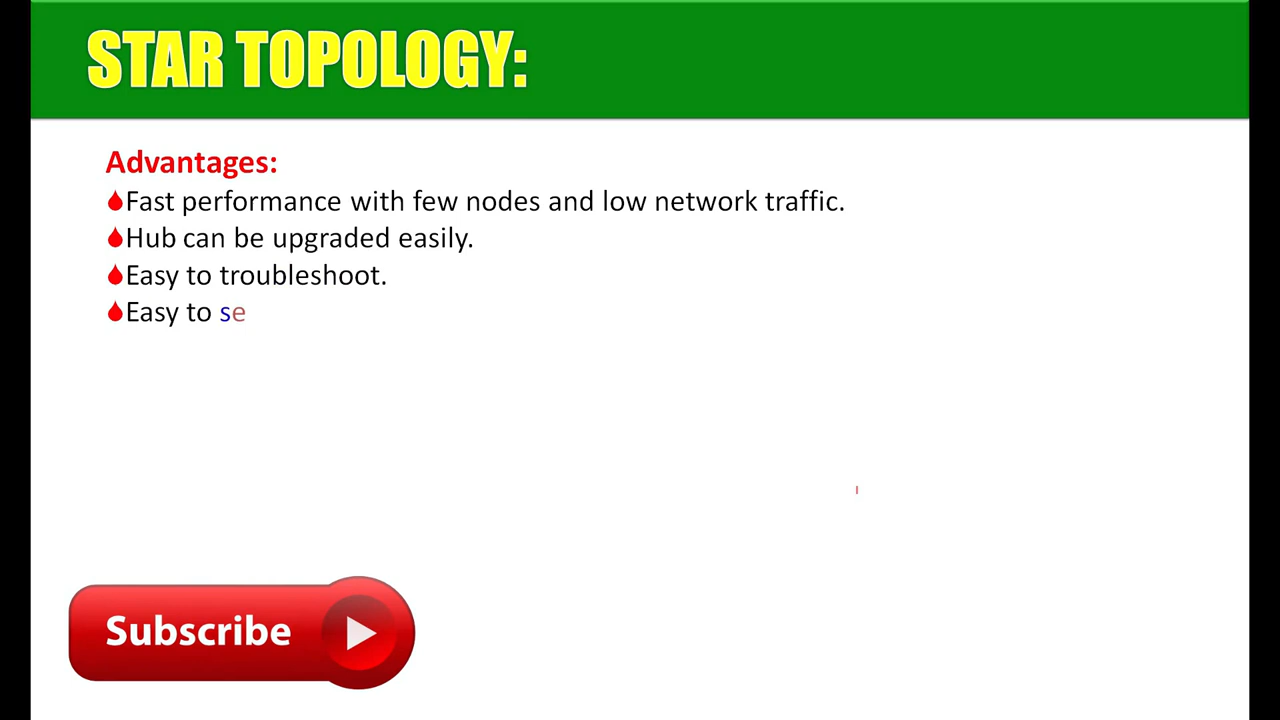 STAR TOPOLOGY:
Advantages:
Fast performance with few nodes and low network traffic.
Hub can be upgraded easily.
Easy to troubleshoot.
Easy to se
Subscribe